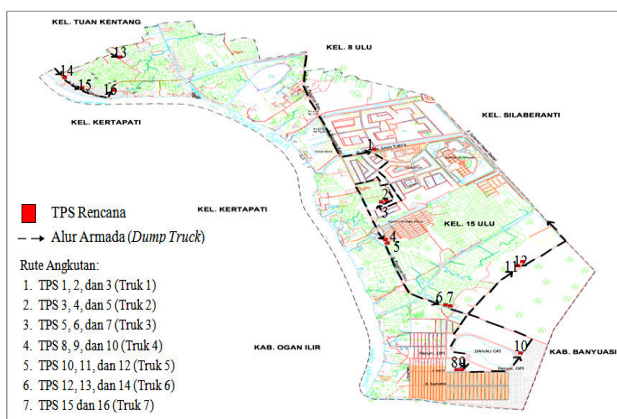 KEL. TUAN KENTANG
KEL. 8 ULU
13
14
15
16
KEL. KERTAPATI
KEL. SILABERANTI
1
2
3
KEL. KERTAPATI
KEL. 15 ULU
4
5
TPS Rencana
Alur Armada (Dump Truck)
12
11
Rute Angkutan:
1. TPS 1, 2, dan 3 (Truk 1)
2. TPS 3, 4, dan 5 (Truk 2)
3. TPS 5, 6, dan 7 (Truk 3)
4. TPS 8, 9, dan 10 (Truk 4)
5. TPS 10, 11, dan 12 (Truk 5)
6. TPS 12, 13, dan 14 (Truk 6)
7. TPS 15 and 16 (Truk 7)
6 7
KAB. OGAN ILIR
DANAU OPI
10
KAB. BANYUASI
89